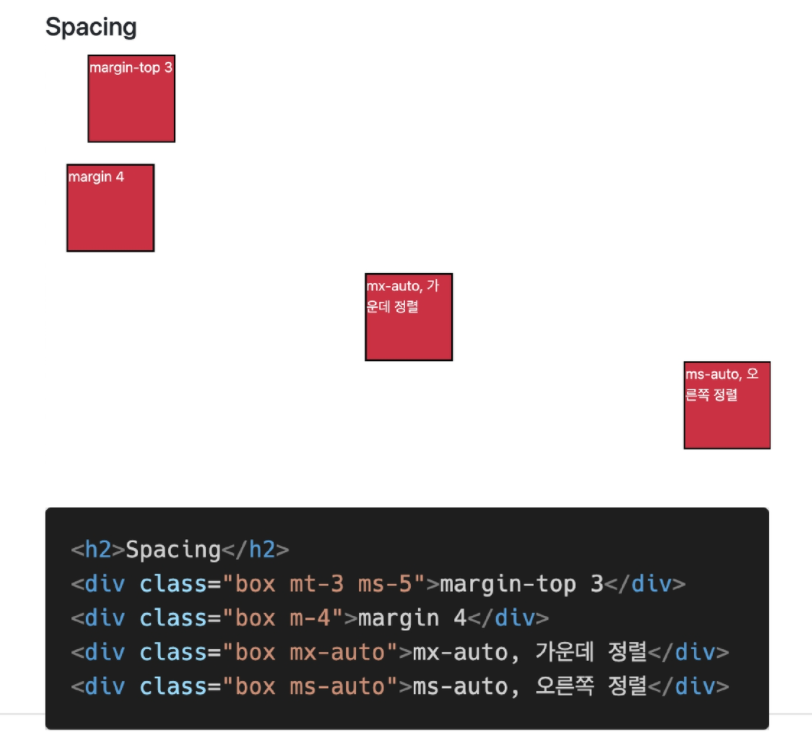 Spacing
margin-top 3
margin 4
mx-auto, 가
운데 정렬
ms-auto, 오
른쪽 정렬
<h2>Spacing</h2>
<div class="box mt-3 ms-5">margin-top 3</div>
<div class="box m-4">margin 4</div>
<div class="box mx-auto">mx-auto, 가운데 정렬</div>
<div class="box ms-auto">ms-auto, 오른쪽 정렬</div>